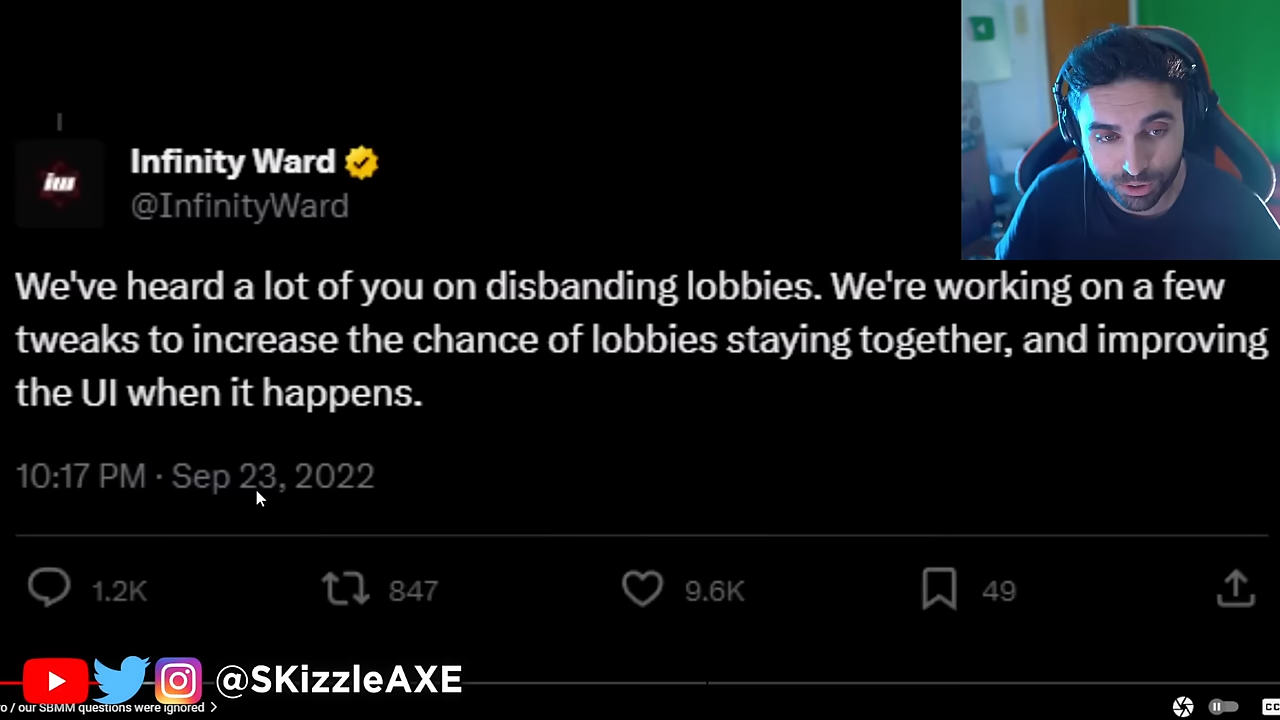 iw
Infinity Ward
@InfinityWard
We've heard a lot of you on disbanding lobbies. We're working on a few
tweaks to increase the chance of lobbies staying together, and improving
the UI when it happens.
10:17 PM · Sep 23, 2022
1.2K 847 9.6K 49
@SKizzleAXE
/ our SBMM questions were ignored >
CC